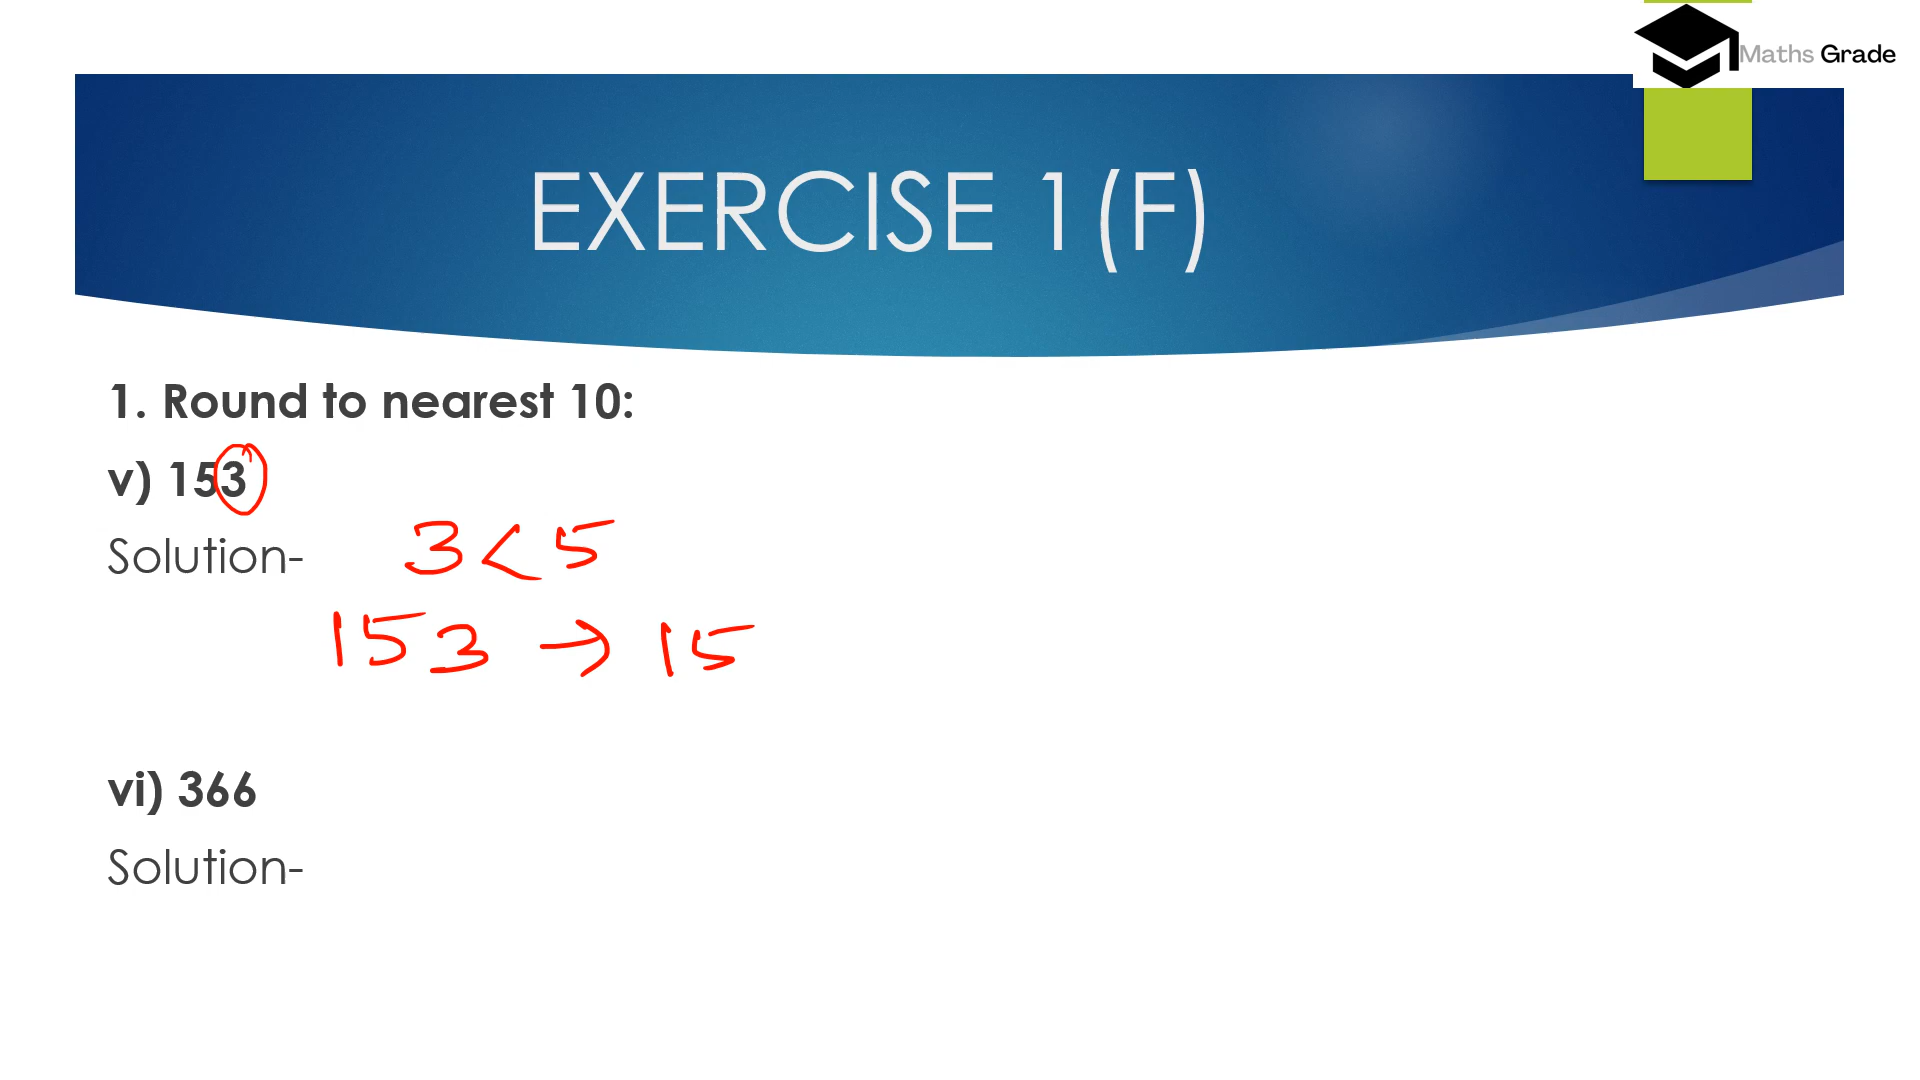 Maths Grade
EXERCISE 1(F)
1. Round to nearest 10:
v) 153
Solution- 3 < 5
153 → 15
vi) 366
Solution-